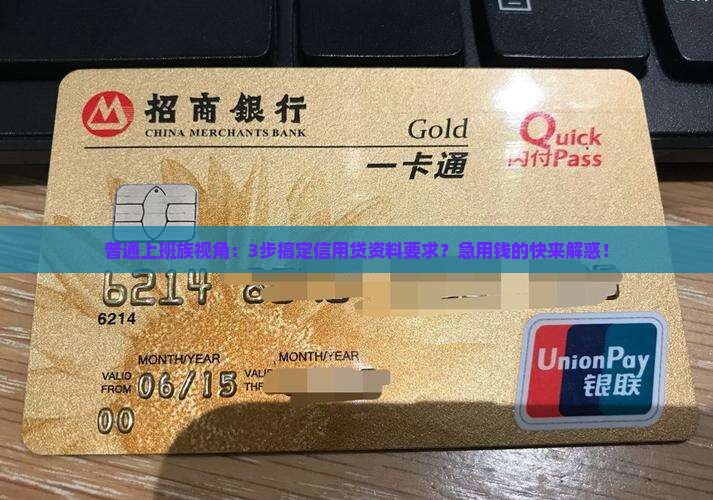 招商銀行
CHINA MERCHANTS BANK
Gold
一卡通
Quick
闪付Pass
普通上班族视角：3步搞定信用贷资料要求？急用钱的快来解惑！
6214
6214
MONTH/YEAR
MONTH/YEAR
VALID FROM
06/15
VALID
THR
00
UnionPay
银联